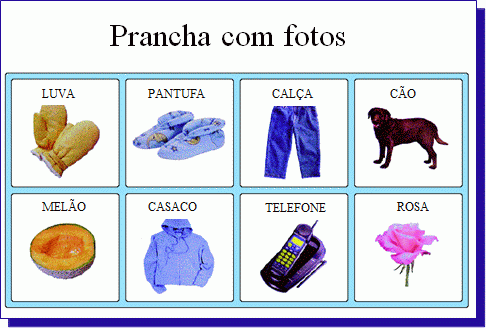 Prancha com fotos
LUVA
PANTUFA
CALÇA
CÃO
MELÃO
CASACO
TELEFONE
ROSA